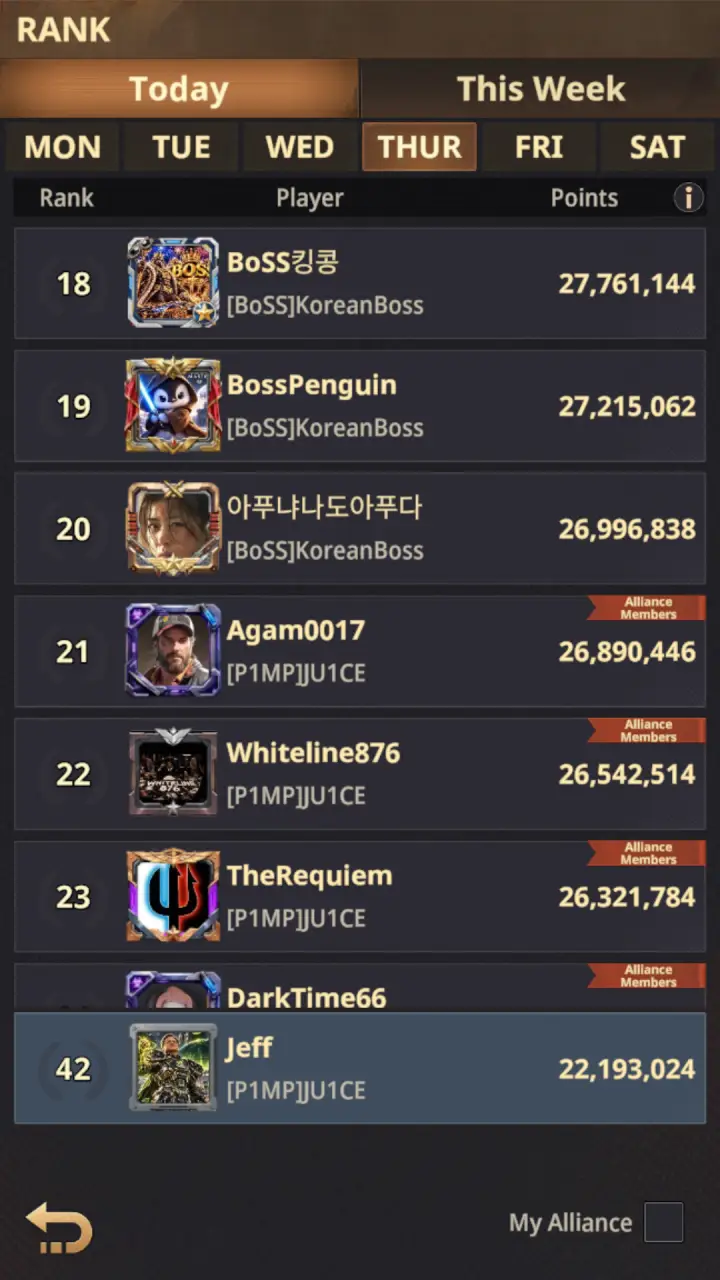 RANK
Today
This Week
MON
TUE
WED
THUR
FRI
SAT
Rank
Player
Points
i
18
BOSS
BoSS킹콩
[BoSS]KoreanBoss
27,761,144
19
BossPenguin
[BoSS]KoreanBoss
27,215,062
20
아푸냐나도아푸다
[BoSS]KoreanBoss
26,996,838
21
Agam0017
[P1MP]JU1CE
Alliance
Members
26,890,446
22
WHITELINE
876
Whiteline876
[P1MP]JU1CE
Alliance
Members
26,542,514
23
TheRequiem
[P1MP]JU1CE
Alliance
Members
26,321,784
DarkTime66
Alliance
Members
42
Jeff
[P1MP]JU1CE
22,193,024
My Alliance